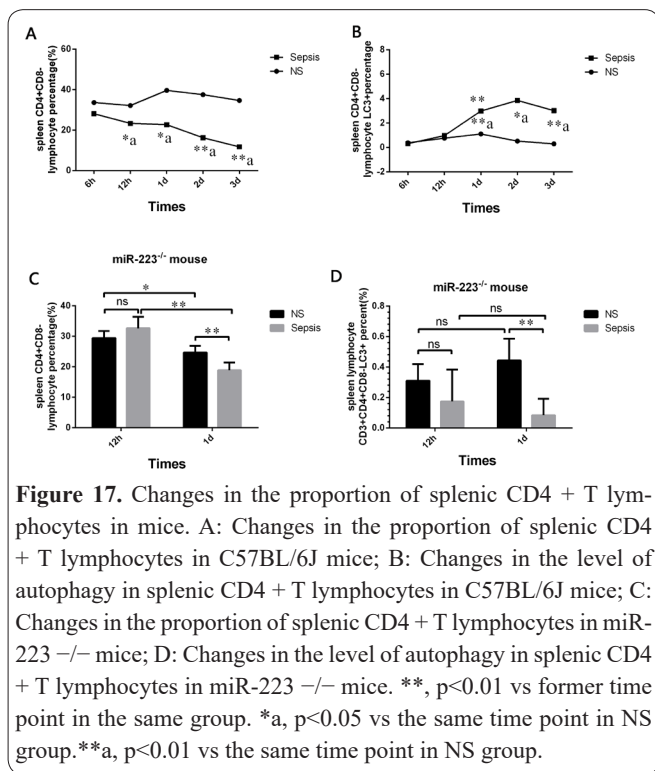 A
spleen CD4+CD8-
lymphocyte percentage(%)
60
40
20
0
Sepsis
NS
*a
*a
**a
**a
6h
12h
1d
2d
3d
Times
B
spleen CD4+CD8-
lymphocyte LC3+percentage
6
4
2
0
-2
Sepsis
NS
**
**a
*a
**a
6h
12h
1d
2d
3d
Times
C
miR-223-/- mouse
spleen CD4+CD8-
lymphocyte percentage(%)
40
30
20
10
0
*
ns
**
**
12h
1d
Times
D
miR-223-/- mouse
NS
Sepsis
spleen lymphocyte
CD3+CD4+CD8-LC3+ percent(%)
0.8
0.6
0.4
0.2
0.2
0.0
ns
ns
ns
**
12h
1d
Times
Figure 17. Changes in the proportion of splenic CD4 + T lym-
phocytes in mice. A: Changes in the proportion of splenic CD4
+ T lymphocytes in C57BL/6J mice; B: Changes in the level of
autophagy in splenic CD4 + T lymphocytes in C57BL/6J mice; C:
Changes in the proportion of splenic CD4 + T lymphocytes in miR-
223 −/− mice; D: Changes in the level of autophagy in splenic CD4
+ T lymphocytes in miR-223 −/− mice. **, p<0.01 vs former time
point in the same group. *a, p<0.05 vs the same time point in NS
group.**a, p<0.01 vs the same time point in NS group.